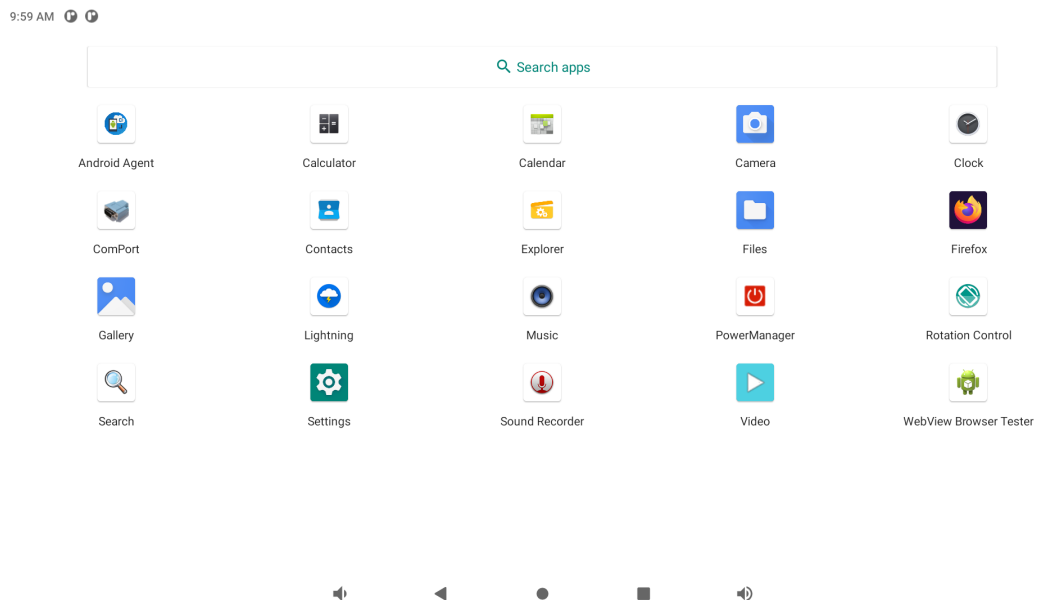 9:59 AM
Search apps
Android Agent
Calculator
Calendar
Camera
Clock
ComPort
Contacts
Explorer
Files
Firefox
Gallery
Lightning
Music
PowerManager
Rotation Control
Search
Settings
Sound Recorder
Video
WebView Browser Tester